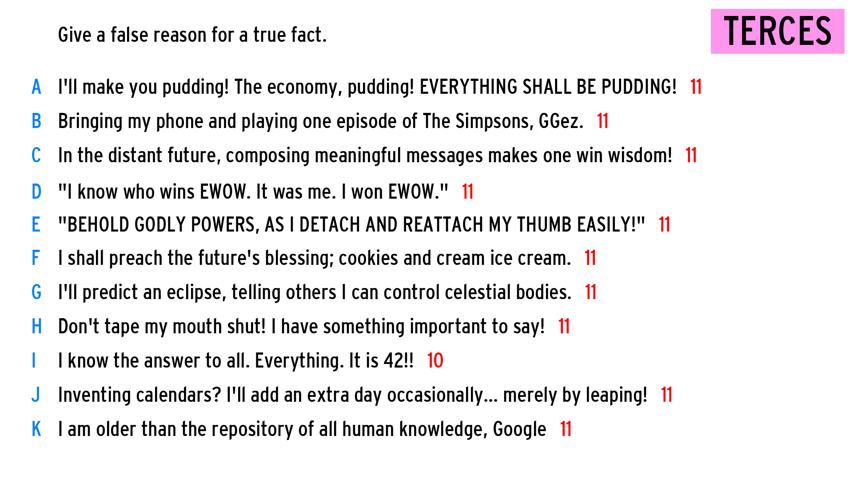 Give a false reason for a true fact.
TERCES
A I'll make you pudding! The economy, pudding! EVERYTHING SHALL BE PUDDING! 11
B Bringing my phone and playing one episode of The Simpsons, GGez. 11
C In the distant future, composing meaningful messages makes one win wisdom! 11
D "I know who wins EWOW. It was me. I won EWOW." 11
E "BEHOLD GODLY POWERS, AS I DETACH AND REATTACH MY THUMB EASILY!" 11
F I shall preach the future's blessing; cookies and cream ice cream. 11
G I'll predict an eclipse, telling others I can control celestial bodies. 11
H Don't tape my mouth shut! I have something important to say! 11
I I know the answer to all. Everything. It is 42!! 10
J Inventing calendars? I'll add an extra day occasionally... merely by leaping! 11
K I am older than the repository of all human knowledge, Google 11